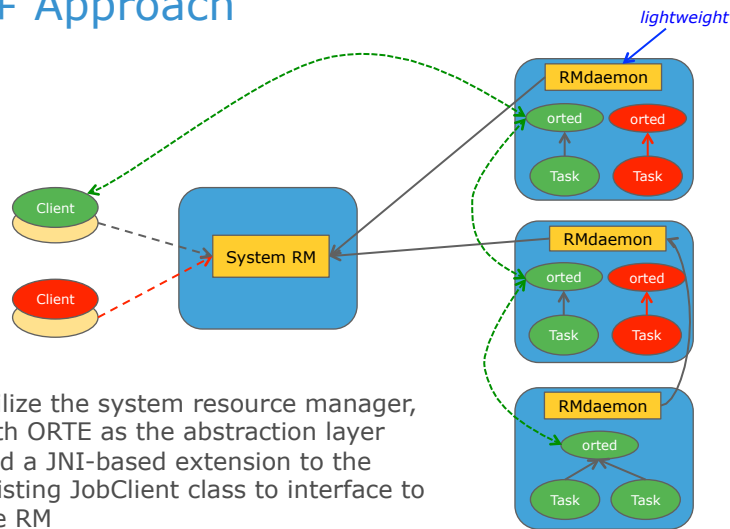 F Approach
lightweight
RMdaemon
orted
orted
Task
Task
Client
System RM
Client
RMdaemon
orted
orted
Task
Task
RMdaemon
orted
Task
Task
lize the system resource manager,
th ORTE as the abstraction layer
d a JNI-based extension to the
isting JobClient class to interface to
e RM